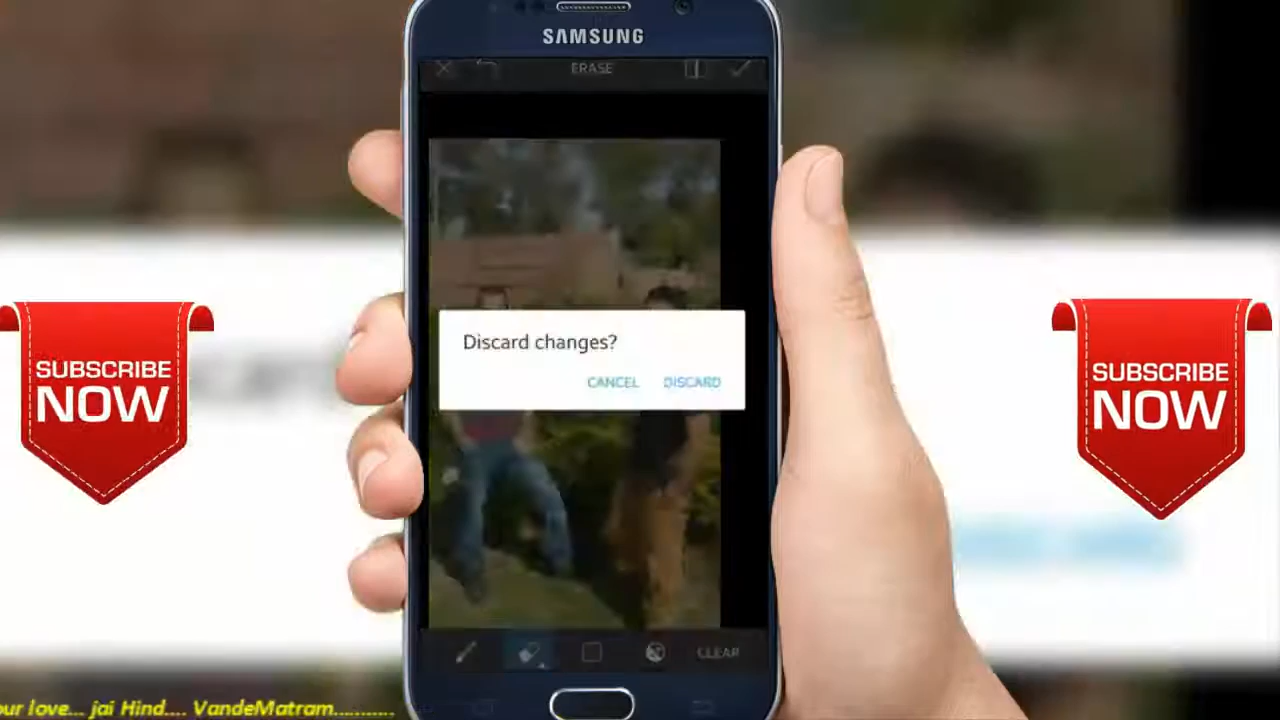 SAMSUNG
ERASE
Discard changes?
CANCEL DISCARD
SUBSCRIBE
NOW
SUBSCRIBE
NOW
CLEAR
our love... jai Hind.... VandeMatram...........